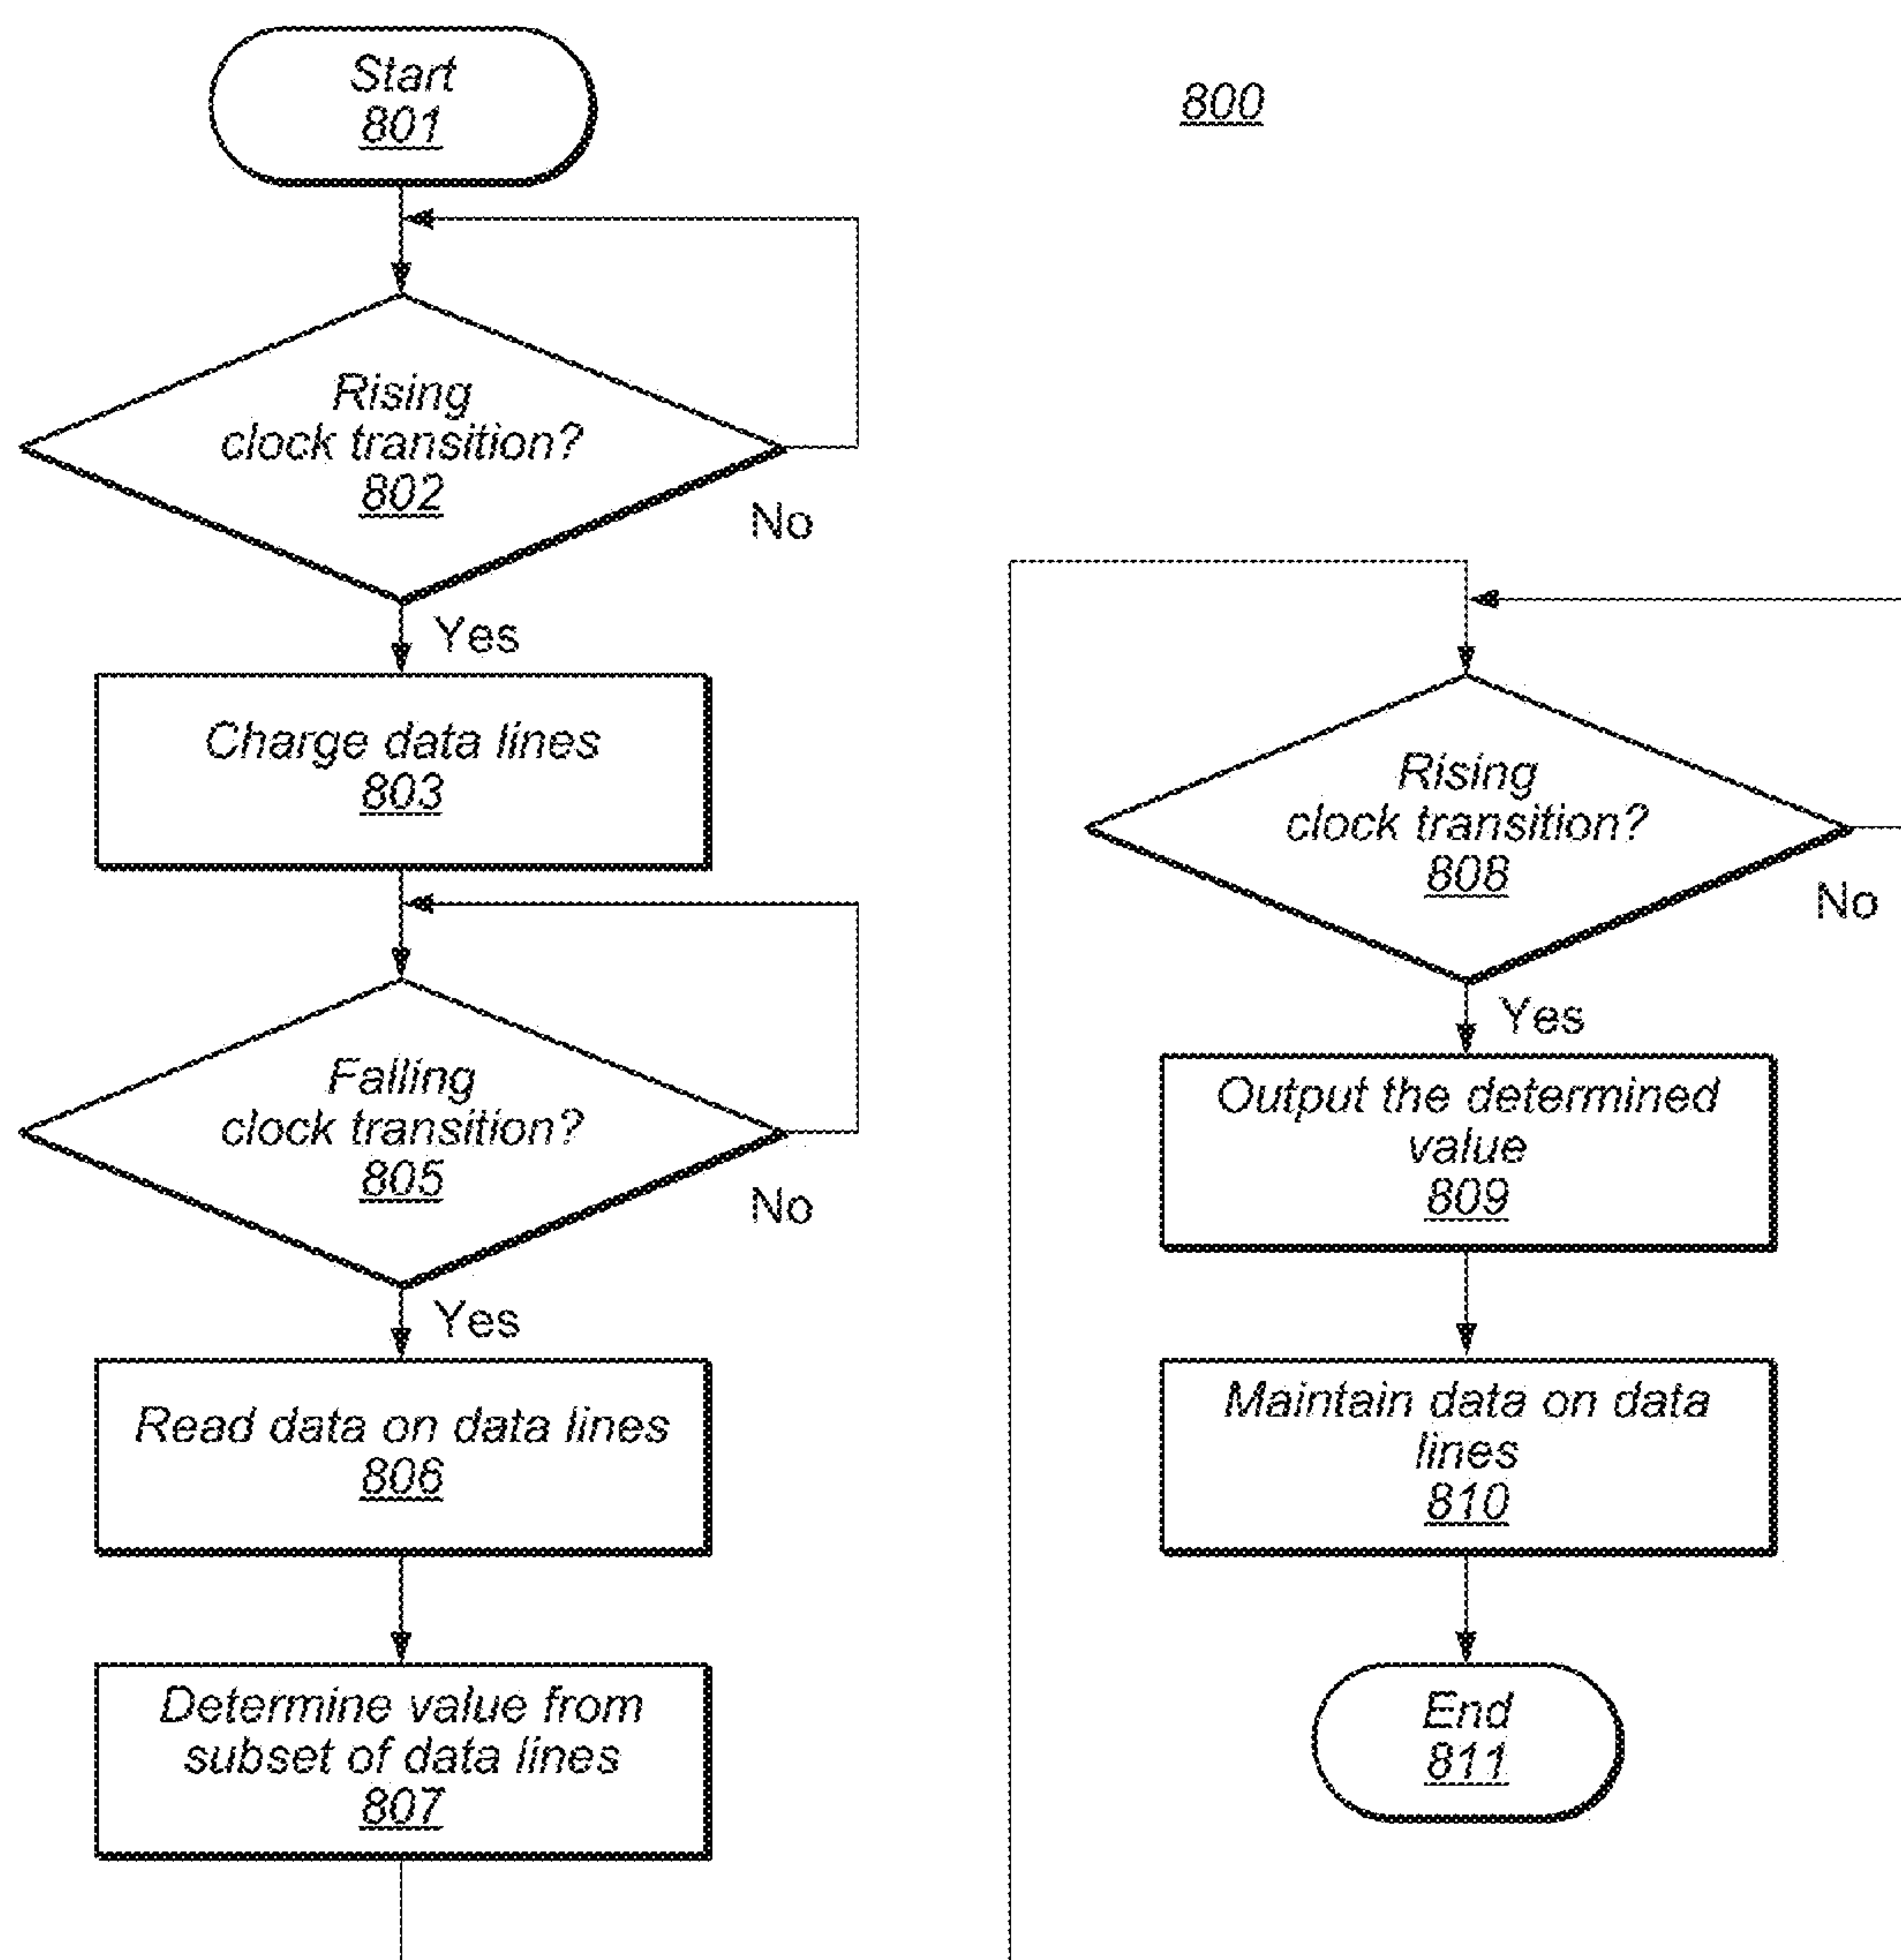 Start
801
800
Rising
clock transition?
802
No
Yes
Charge data lines
803
Falling
clock transition?
805
No
Yes
Read data on data lines
806
Determine value from
subset of data lines
807
Rising
clock transition?
808
No
Yes
Output the determined
value
809
Maintain data on data
lines
810
End
811